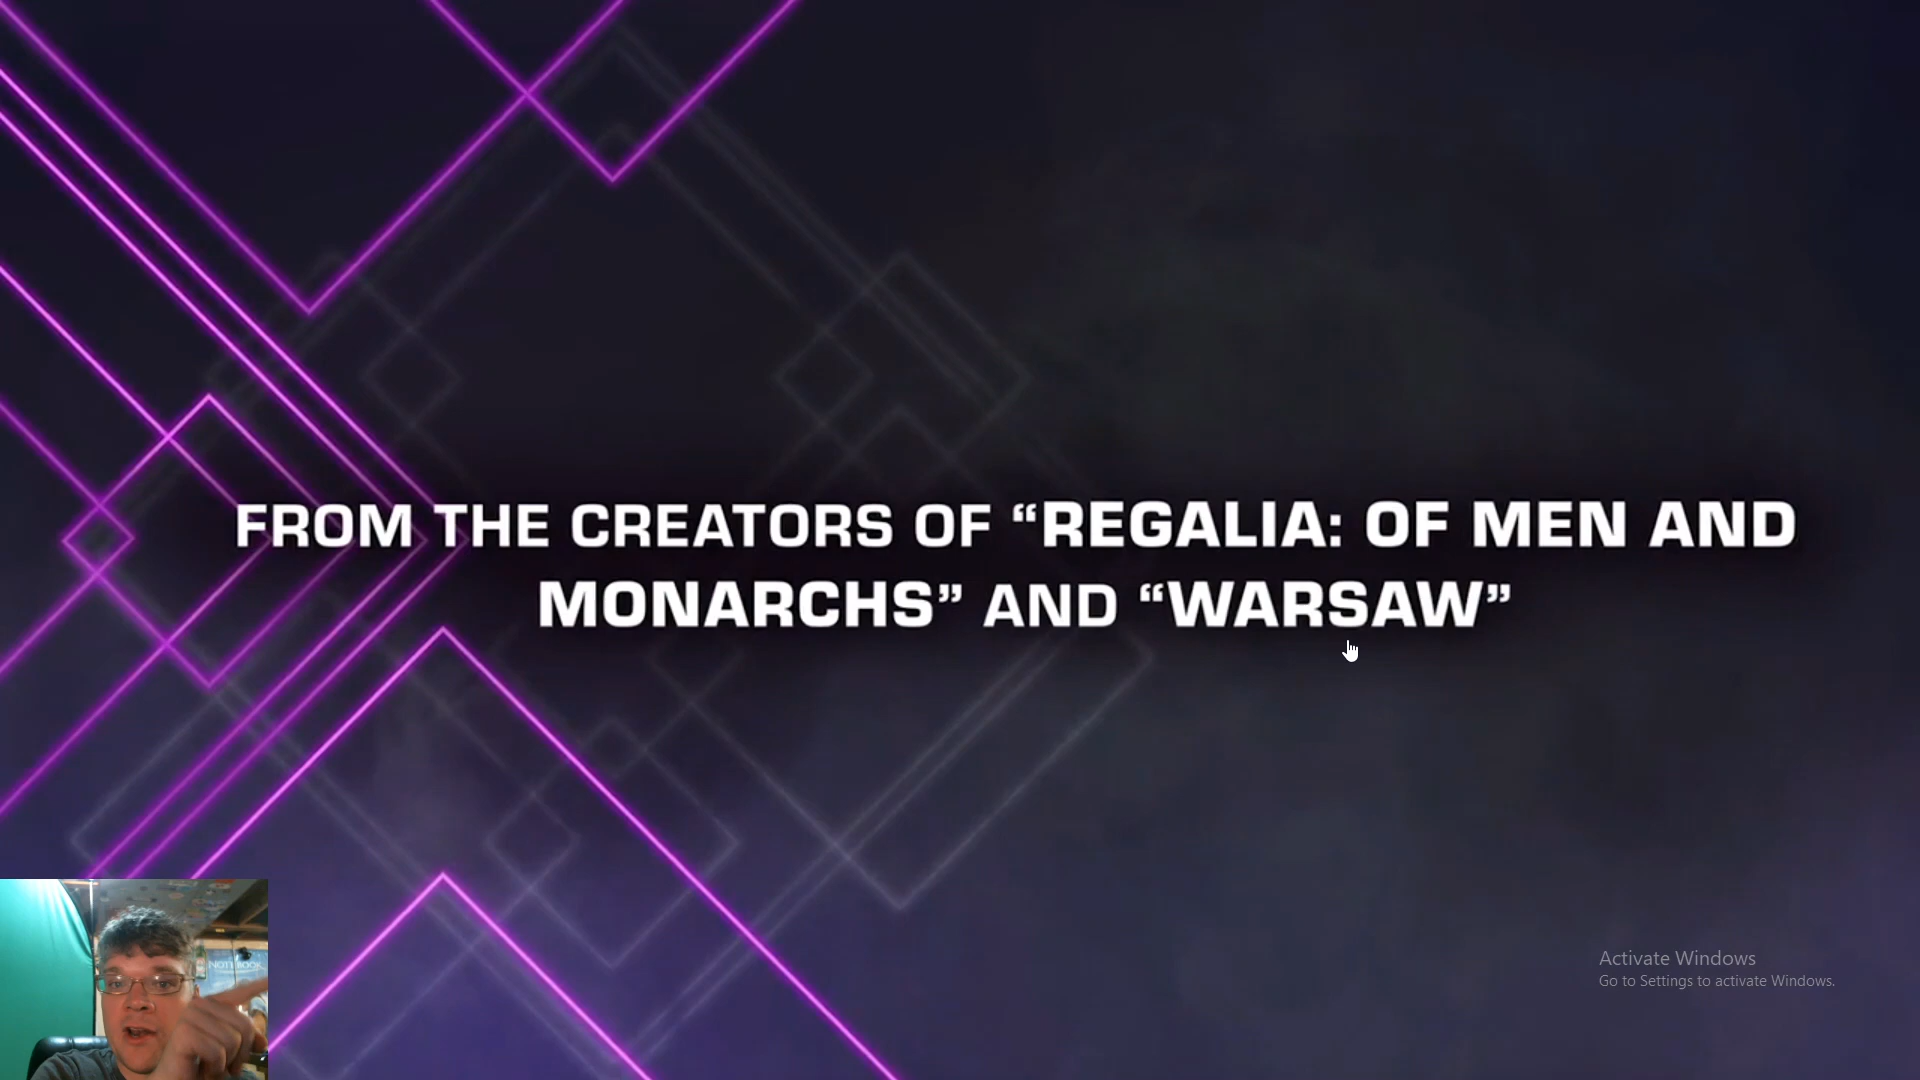 FROM THE CREATORS OF “REGALIA: OF MEN AND
MONARCHS” AND “WARSAW”
NOTEBOOK
Activate Windows
Go to Settings to activate Windows.